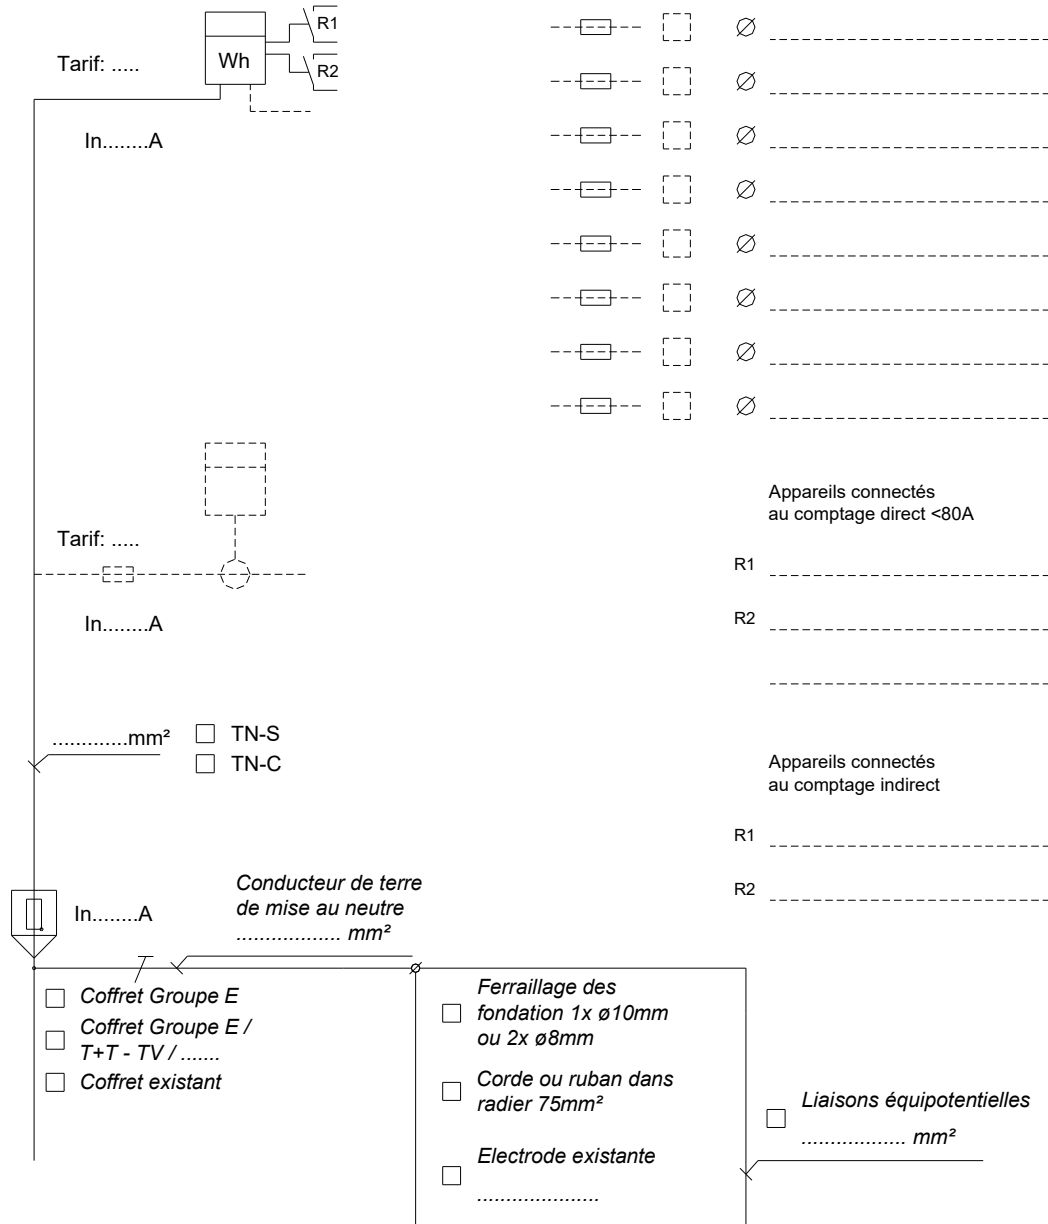 R1
Tarif: .....
Wh
R2
In........A
Appareils connectés
au comptage direct <80A
Tarif: .....
R1
In........A
R2
.............mm²
TN-S
TN-C
Appareils connectés
au comptage indirect
R1
R2
Conducteur de terre
de mise au neutre
.................. mm²
In........A
Coffret Groupe E
Coffret Groupe E /
T+T - TV / .......
Coffret existant
Ferraillage des
fondation 1x ø10mm
ou 2x ø8mm
Corde ou ruban dans
radier 75mm²
Electrode existante
.....................
Liaisons équipotentielles
.................. mm²